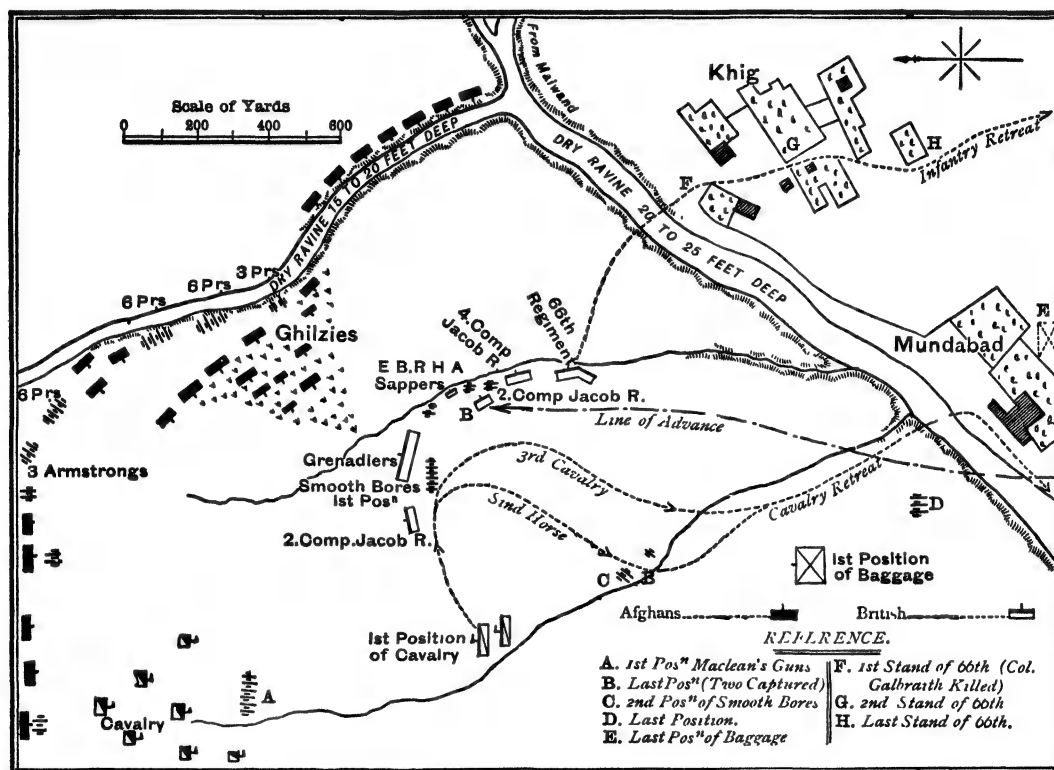 Scale of Yards
0 200 400 600
From Maiwand
Khig
G
H
F
Infantry Retreat
DRY RAVINE 15 TO 20 FEET DEEP
DRY RAVINE 20 TO 25 FEET DEEP
3 Prs
6 Prs
6 Prs
6 Prs
Ghilzies
66th
Regiment
4. Comp
Jacob R.
E B. R H A
Sappers
2. Comp Jacob R.
B
Line of Advance
Mundabad
E
3 Armstrongs
Grenadiers
Smooth Bores
1st Posn
2. Comp. Jacob R.
3rd Cavalry
Sind Horse
Cavalry Retreat
D
C
B
1st Position
of Baggage
1st Position
of Cavalry
A
Cavalry
Afghans
British
REFERENCE.
A. 1st Posn Maclean's Guns
B. Last Posn (Two Captured)
C. 2nd Posn of Smooth Bores
D. Last Position.
E. Last Posn of Baggage
F. 1st Stand of 66th (Col.
Galbraith Killed)
G. 2nd Stand of 66th
H. Last Stand of 66th.